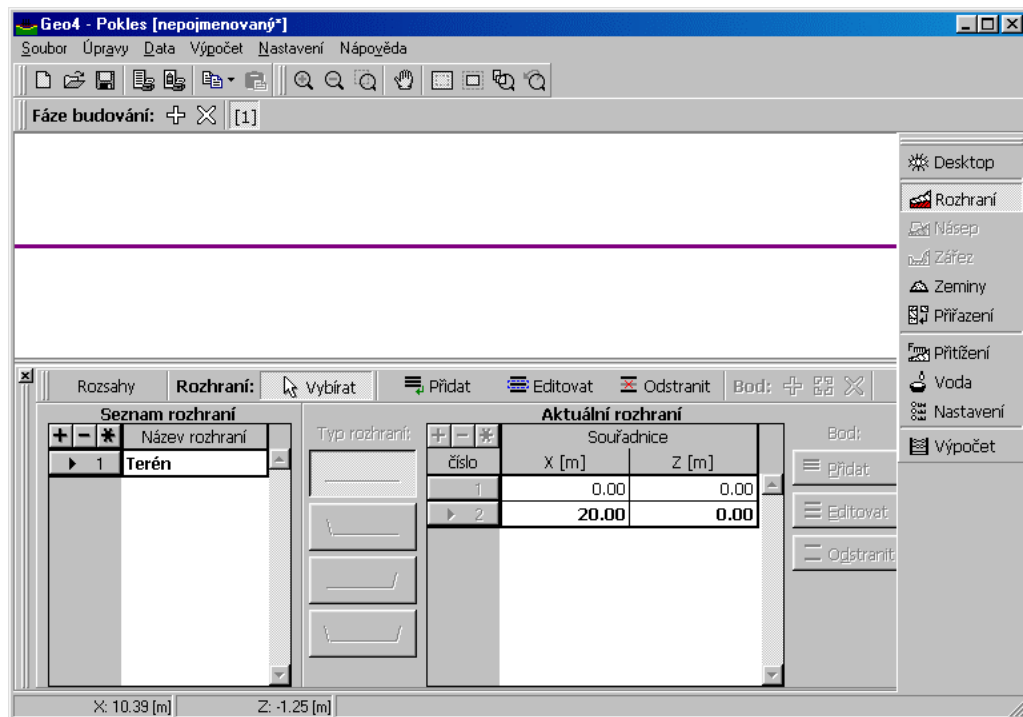 Geo4 - Pokles [nepojmenovaný*]
Soubor Úpravy Data Výpočet Nastavení Nápověda
Fáze budování: [1]
Desktop
Rozhraní
Násep
Zářez
Zeminy
Přiřazení
Přitížení
Voda
Nastavení
Výpočet
Rozsahy Rozhraní: Vybírat Přidat Editovat Odstranit Bod:
Seznam rozhraní
Název rozhraní
1 Terén
Typ rozhraní:
Aktuální rozhraní
Souřadnice
číslo X [m] Z [m]
1 0.00 0.00
2 20.00 0.00
Bod:
Přidat
Editovat
Odstranit
X: 10.39 [m] Z: -1.25 [m]